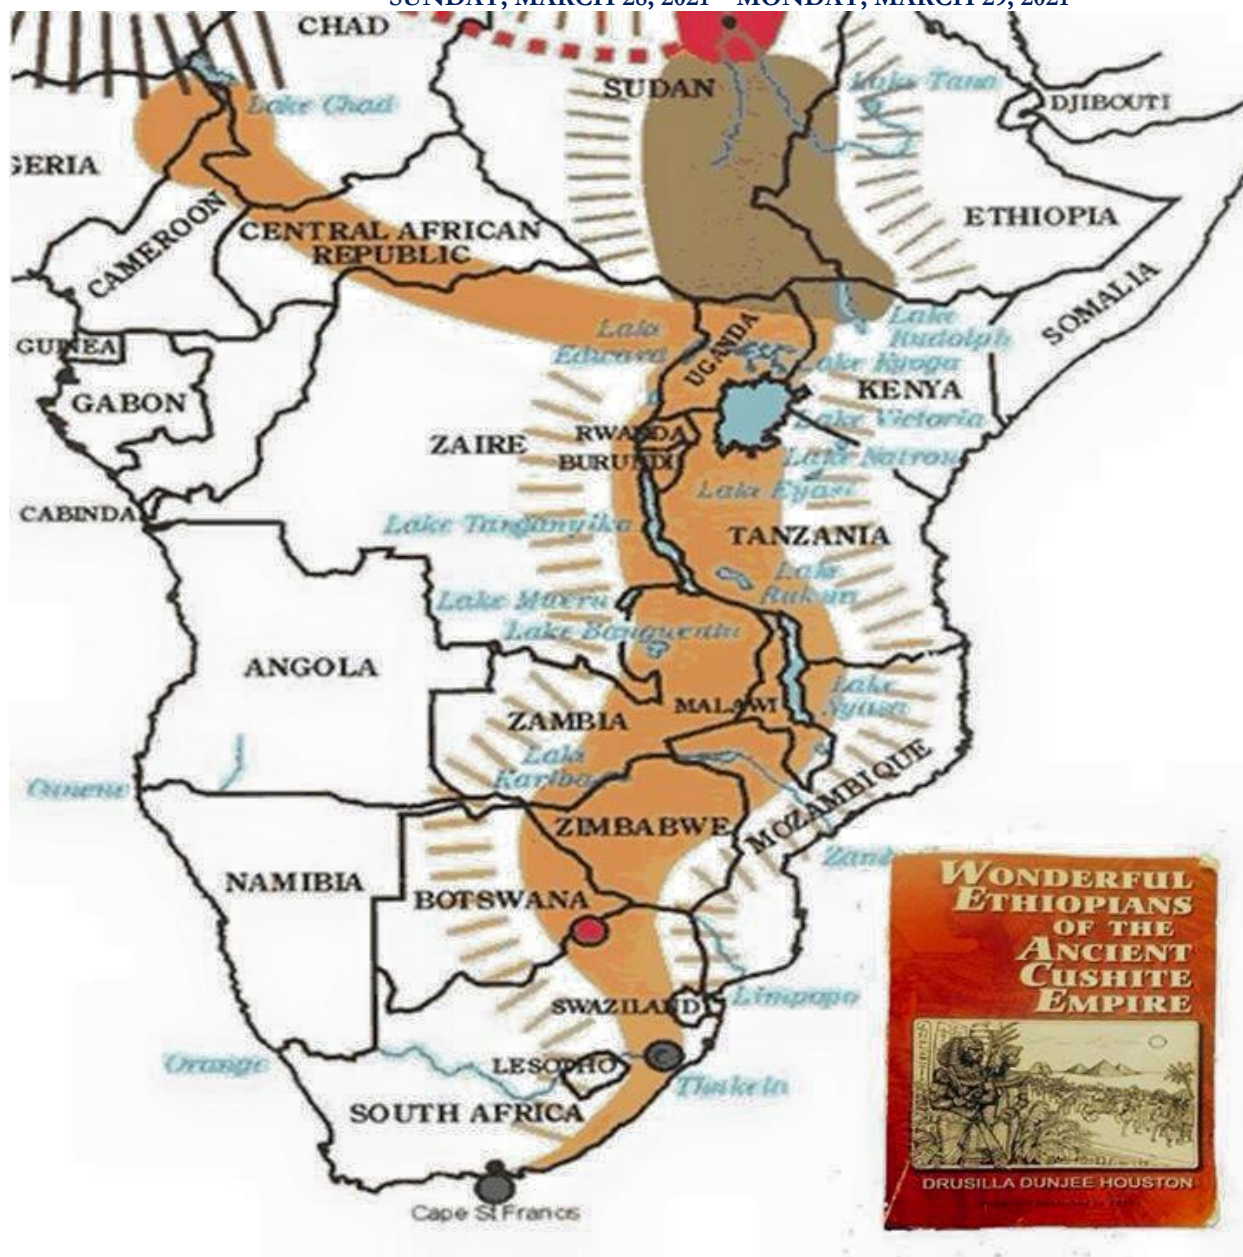 SUNDAY, MARCH 28, 2021 – MONDAY, MARCH 29, 2021
CHAD
SUDAN
Lake Tana
Lake Chad
DJIBOUTI
GERIA
CAMEROON
CENTRAL AFRICAN
REPUBLIC
ETHIOPIA
SOMALIA
GUINEA
Lake
Edward
UGANDA
Lake
Rudolph
Lake Kyoga
GABON
KENYA
ZAIRE
RWANDA
BURUNDI
Lake Victoria
Lake Natron
Lake Eyasi
CABINDA
Lake Tanganyika
TANZANIA
Lake
Rukwa
Lake Mweru
Lake Bangweulu
ANGOLA
ZAMBIA
MALAWI
Lake
Nyasa
Lake
Kariba
Cunene
ZIMBABWE
MOZAMBIQUE
NAMIBIA
BOTSWANA
SWAZILAND
Limpopo
Orange
LESOTHO
Thukela
SOUTH AFRICA
Cape St Francis
WONDERFUL
ETHIOPIANS
OF THE
ANCIENT
CUSHITE
EMPIRE
DRUSILLA DUNJEE HOUSTON